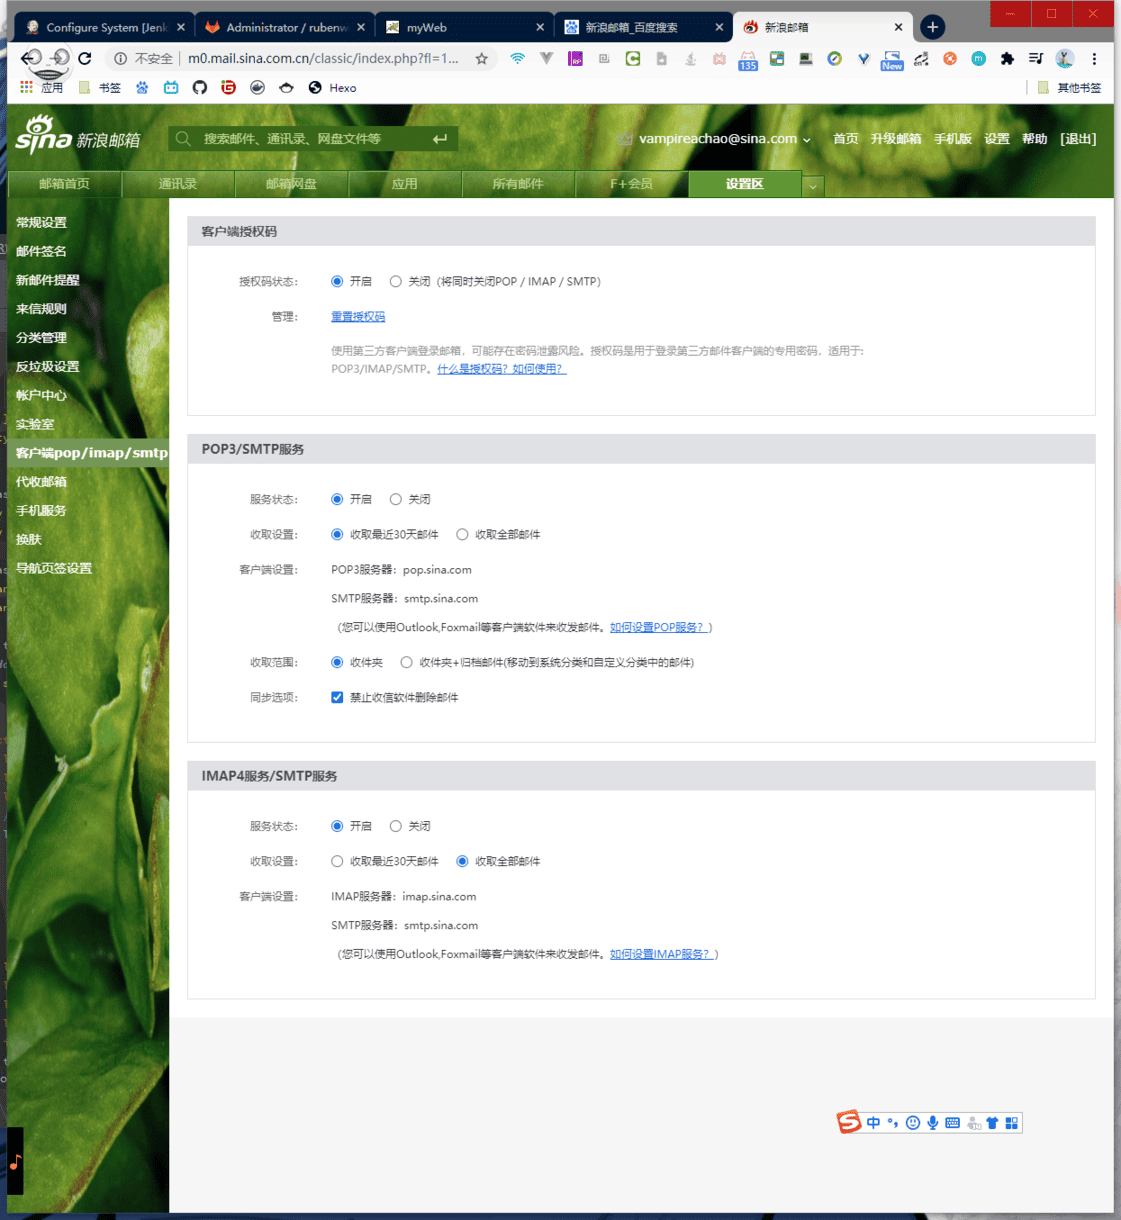 Configure System [Jenk
Administrator / rubenw
myWeb
新浪邮箱_百度搜索
新浪邮箱
不安全
m0.mail.sina.com.cn/classic/index.php?fl=1...
135
New
应用
书签
Hexo
其他书签
sina 新浪邮箱
搜索邮件、通讯录、网盘文件等
vampireachao@sina.com
首页 升级邮箱 手机版 设置 帮助 [退出]
邮箱首页
通讯录
邮箱网盘
应用
所有邮件
F+会员
设置区
常规设置
邮件签名
新邮件提醒
来信规则
分类管理
反垃圾设置
帐户中心
实验室
客户端pop/imap/smtp
代收邮箱
手机服务
换肤
导航页签设置
客户端授权码
授权码状态： 开启 关闭（将同时关闭POP / IMAP / SMTP）
管理： 重置授权码
使用第三方客户端登录邮箱，可能存在密码泄露风险。授权码是用于登录第三方邮件客户端的专用密码，适用于:
POP3/IMAP/SMTP。什么是授权码？如何使用？
POP3/SMTP服务
服务状态： 开启 关闭
收取设置： 收取最近30天邮件 收取全部邮件
客户端设置： POP3服务器：pop.sina.com
SMTP服务器：smtp.sina.com
（您可以使用Outlook,Foxmail等客户端软件来收发邮件。如何设置POP服务？）
收取范围： 收件夹 收件夹+归档邮件(移动到系统分类和自定义分类中的邮件)
同步选项： 禁止收信软件删除邮件
IMAP4服务/SMTP服务
服务状态： 开启 关闭
收取设置： 收取最近30天邮件 收取全部邮件
客户端设置： IMAP服务器：imap.sina.com
SMTP服务器：smtp.sina.com
（您可以使用Outlook,Foxmail等客户端软件来收发邮件。如何设置IMAP服务？）
中